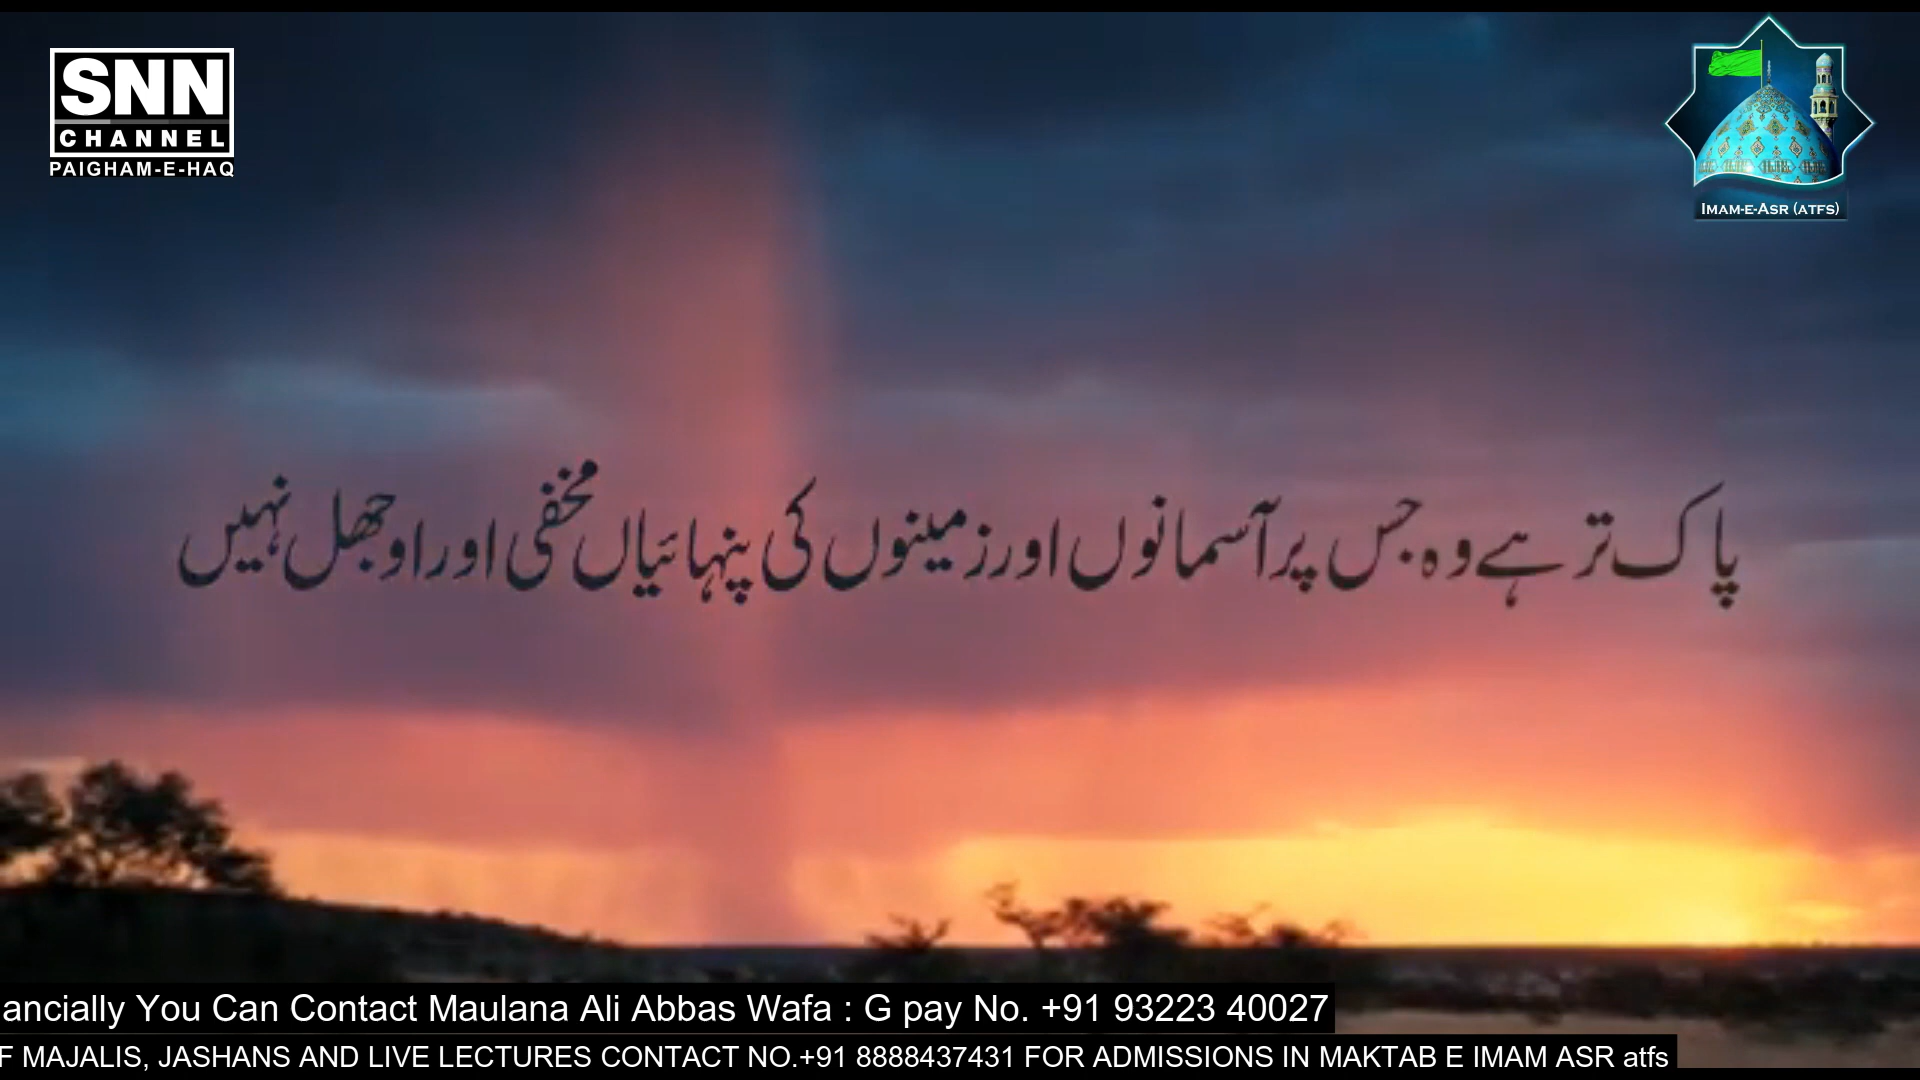 SNN
CHANNEL
PAIGHAM-E-HAQ
IMAM-E-ASR (ATFS)
پاک تر ہے وہ جس پر آسمانوں اور زمینوں کی پنہائیاں مخفی اور اوجھل نہیں
ancially You Can Contact Maulana Ali Abbas Wafa : G pay No. +91 93223 40027
F MAJALIS, JASHANS AND LIVE LECTURES CONTACT NO.+91 8888437431 FOR ADMISSIONS IN MAKTAB E IMAM ASR atfs